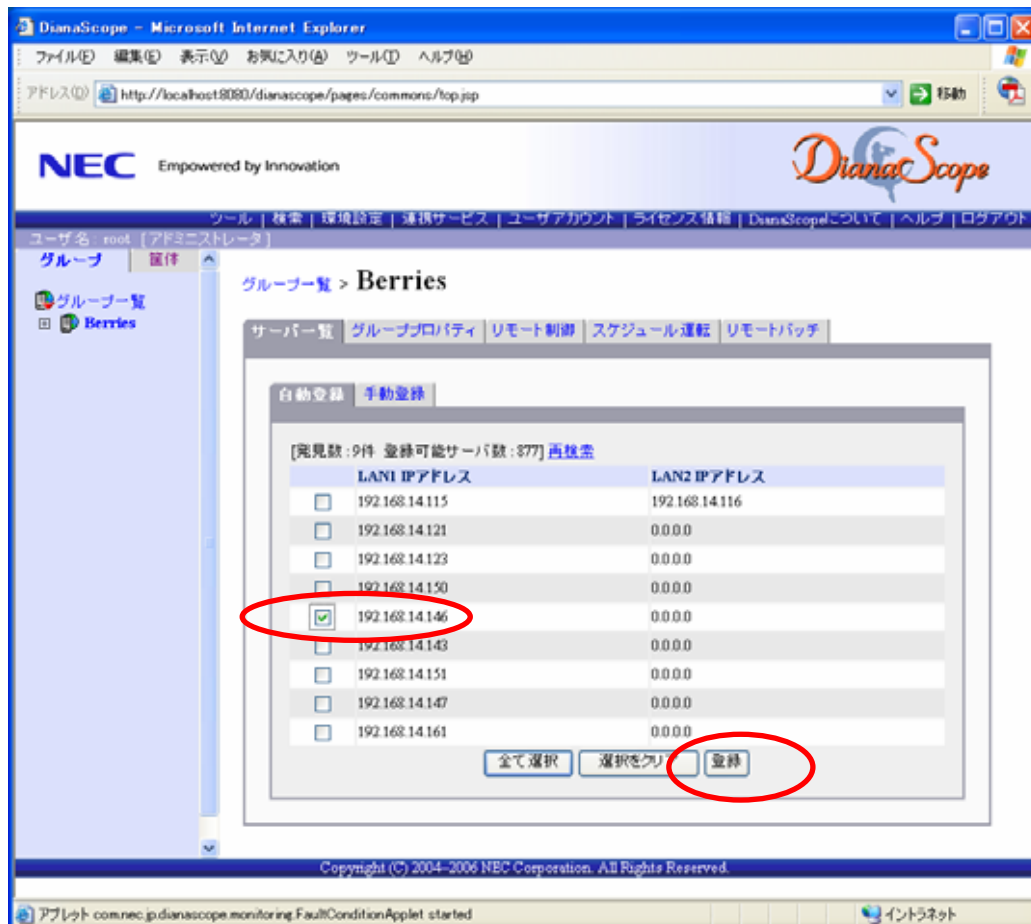 DianaScope - Microsoft Internet Explorer
ファイル(F) 編集(E) 表示(V) お気に入り(A) ツール(T) ヘルプ(H)
アドレス(D) http://localhost:8080/dianascope/pages/commons/top.jsp 移動
NEC Empowered by Innovation DianaScope
ツール | 検索 | 環境設定 | 連携サービス | ユーザアカウント | ライセンス情報 | DianaScopeについて | ヘルプ | ログアウト
ユーザ名 : root [アドミニストレータ]
グループ 筐体
グループ一覧
Berries
グループ一覧 > Berries
サーバ一覧 グループプロパティ リモート制御 スケジュール運転 リモートバッチ
自動登録 手動登録
[発見数 : 9件 登録可能サーバ数 : 877] 再検索
LAN1 IPアドレス LAN2 IPアドレス
192.168.14.115 192.168.14.116
192.168.14.121 0.0.0.0
192.168.14.123 0.0.0.0
192.168.14.150 0.0.0.0
192.168.14.146 0.0.0.0
192.168.14.143 0.0.0.0
192.168.14.151 0.0.0.0
192.168.14.147 0.0.0.0
192.168.14.161 0.0.0.0
全て選択 選択をクリア 登録
Copyright (C) 2004-2006 NEC Corporation. All Rights Reserved.
アプレット com.nec.jp.dianascope.monitoring.FaultConditionApplet started イントラネット